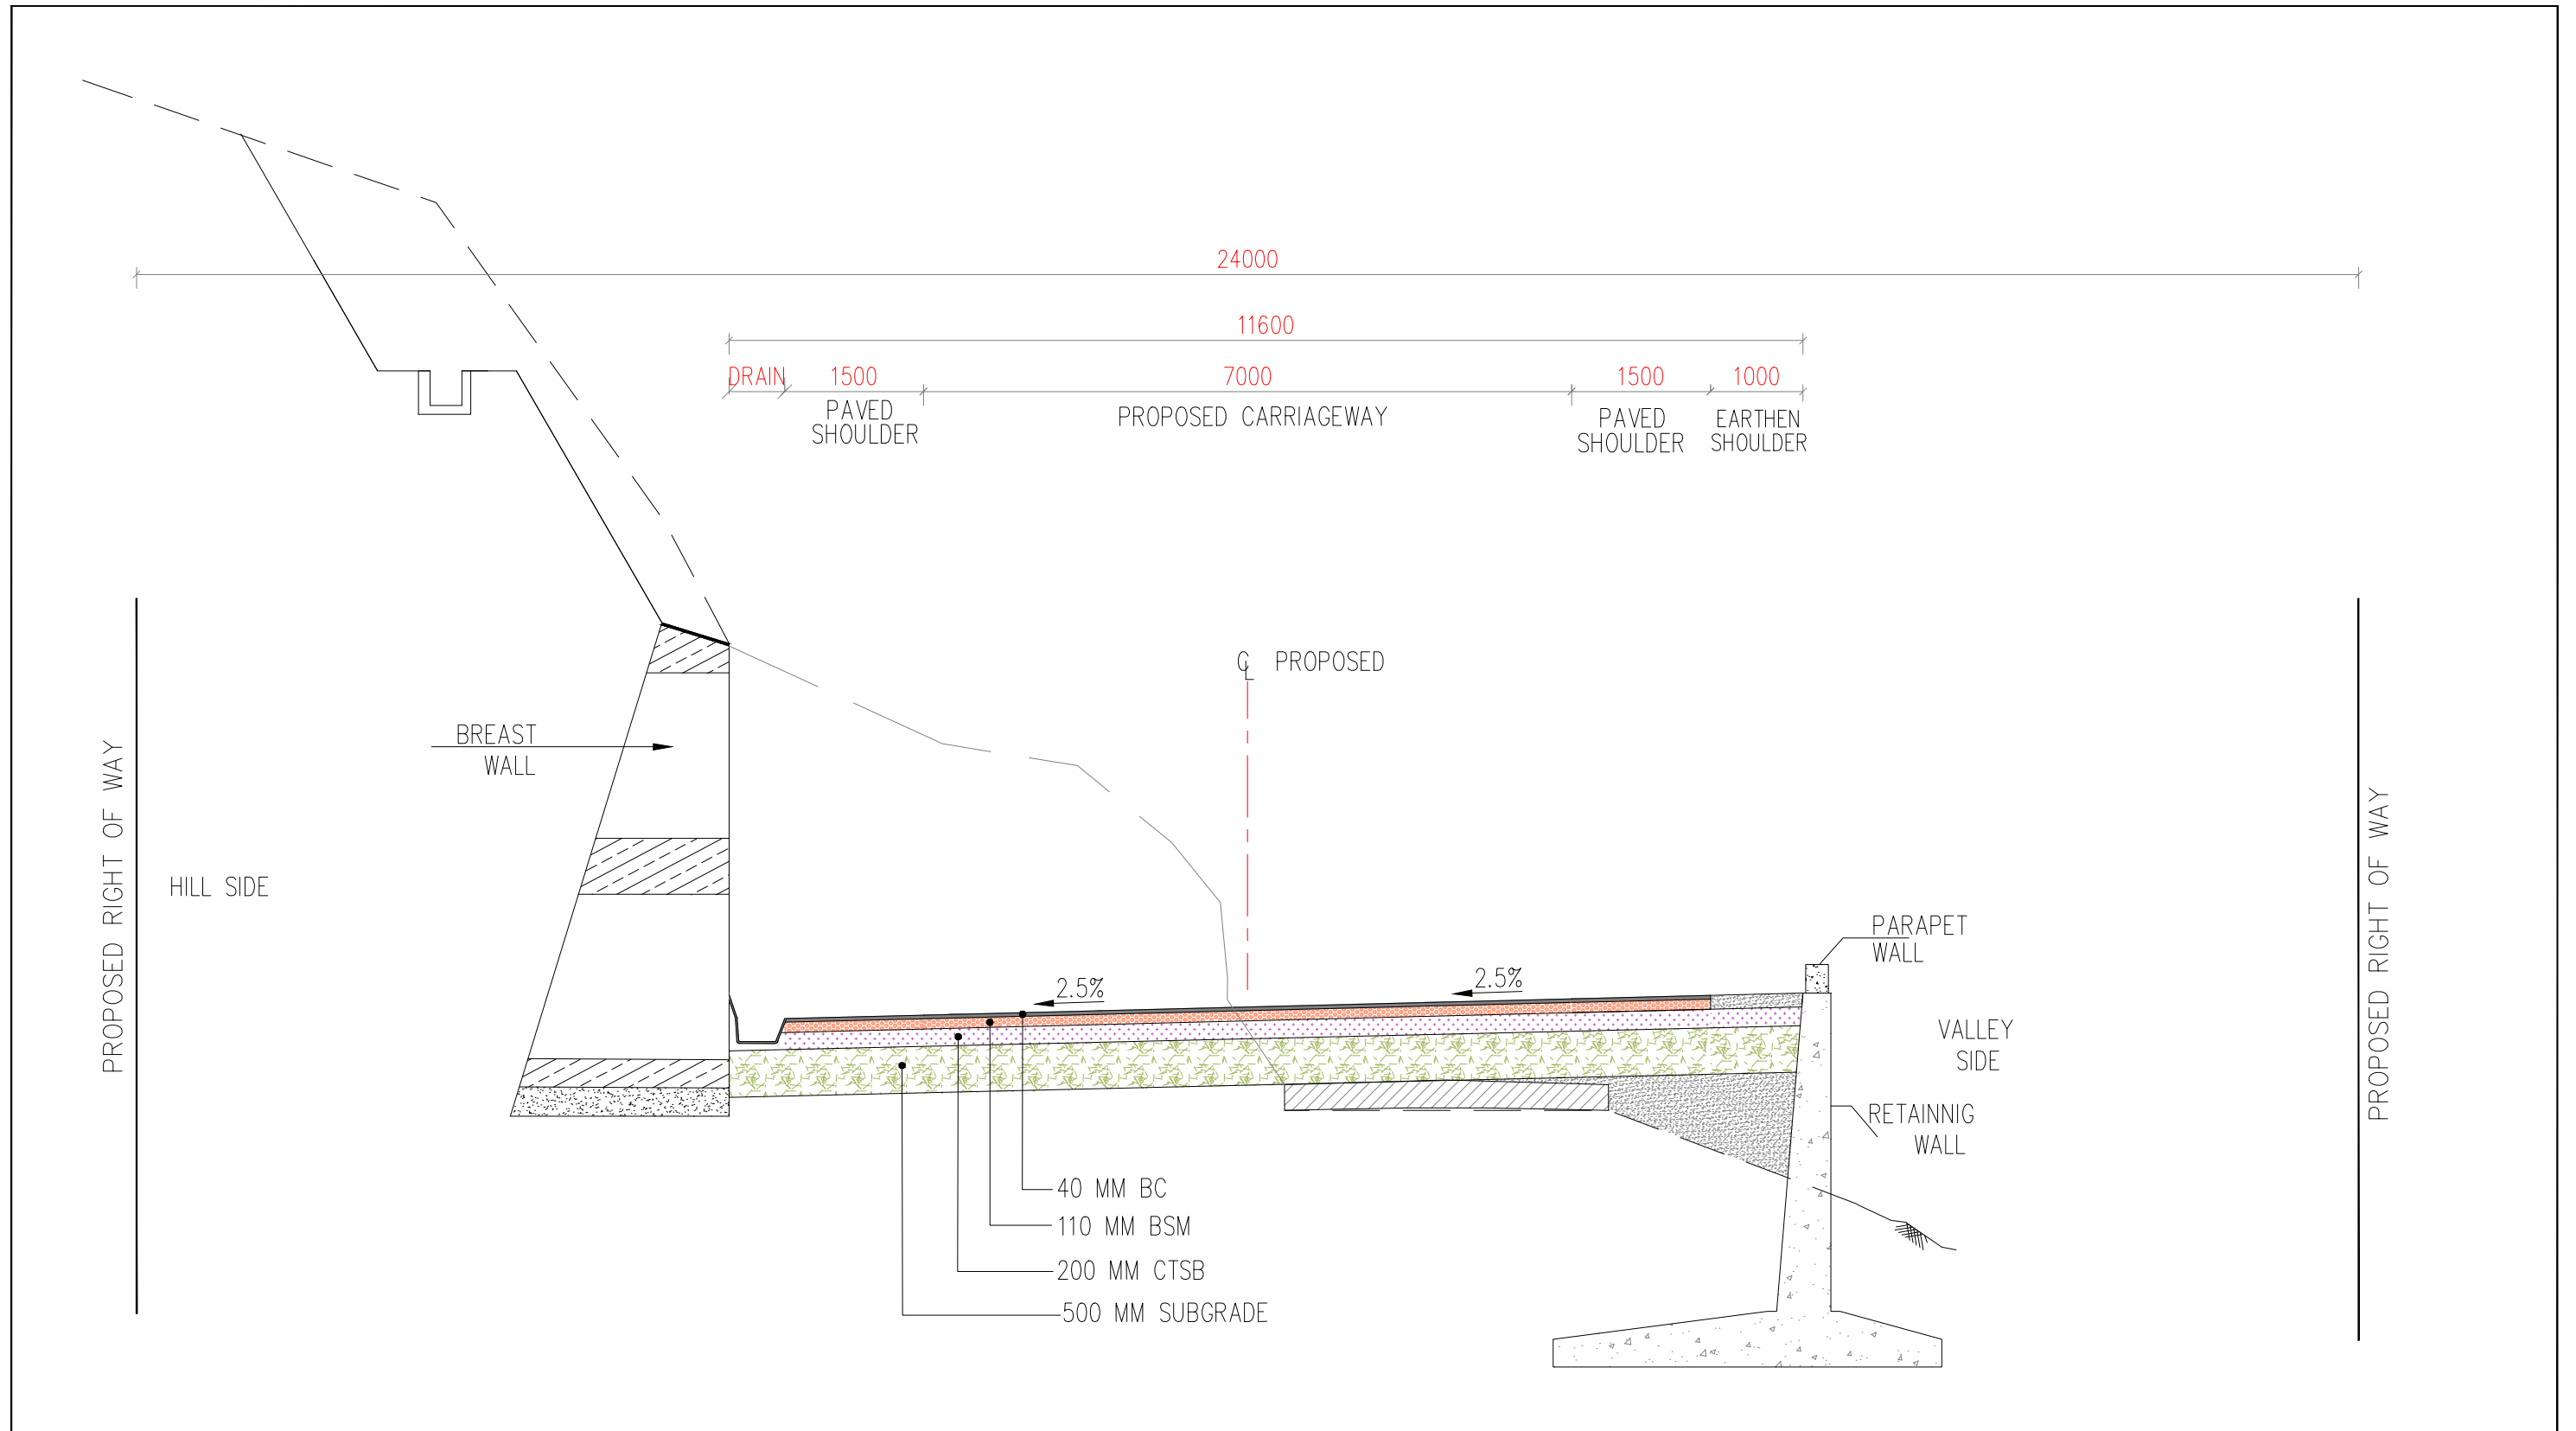 24000
11600
DRAIN
1500
7000
1500
1000
PAVED
SHOULDER
PROPOSED CARRIAGEWAY
PAVED
SHOULDER
EARTHEN
SHOULDER
℄ PROPOSED
BREAST
WALL
PROPOSED RIGHT OF WAY
HILL SIDE
PROPOSED RIGHT OF WAY
PARAPET
WALL
2.5%
2.5%
VALLEY
SIDE
RETAINNIG
WALL
40 MM BC
110 MM BSM
200 MM CTSB
500 MM SUBGRADE